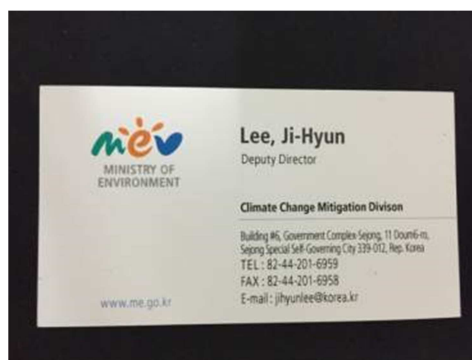 mev
MINISTRY OF
ENVIRONMENT
Lee, Ji-Hyun
Deputy Director
Climate Change Mitigation Divison
Building #6, Government Complex-Sejong, 11 Doum6-ro,
Sejong Special Self-Governing City 339-012, Rep. Korea
TEL : 82-44-201-6959
FAX : 82-44-201-6958
E-mail : jihyunlee@korea.kr
www.me.go.kr